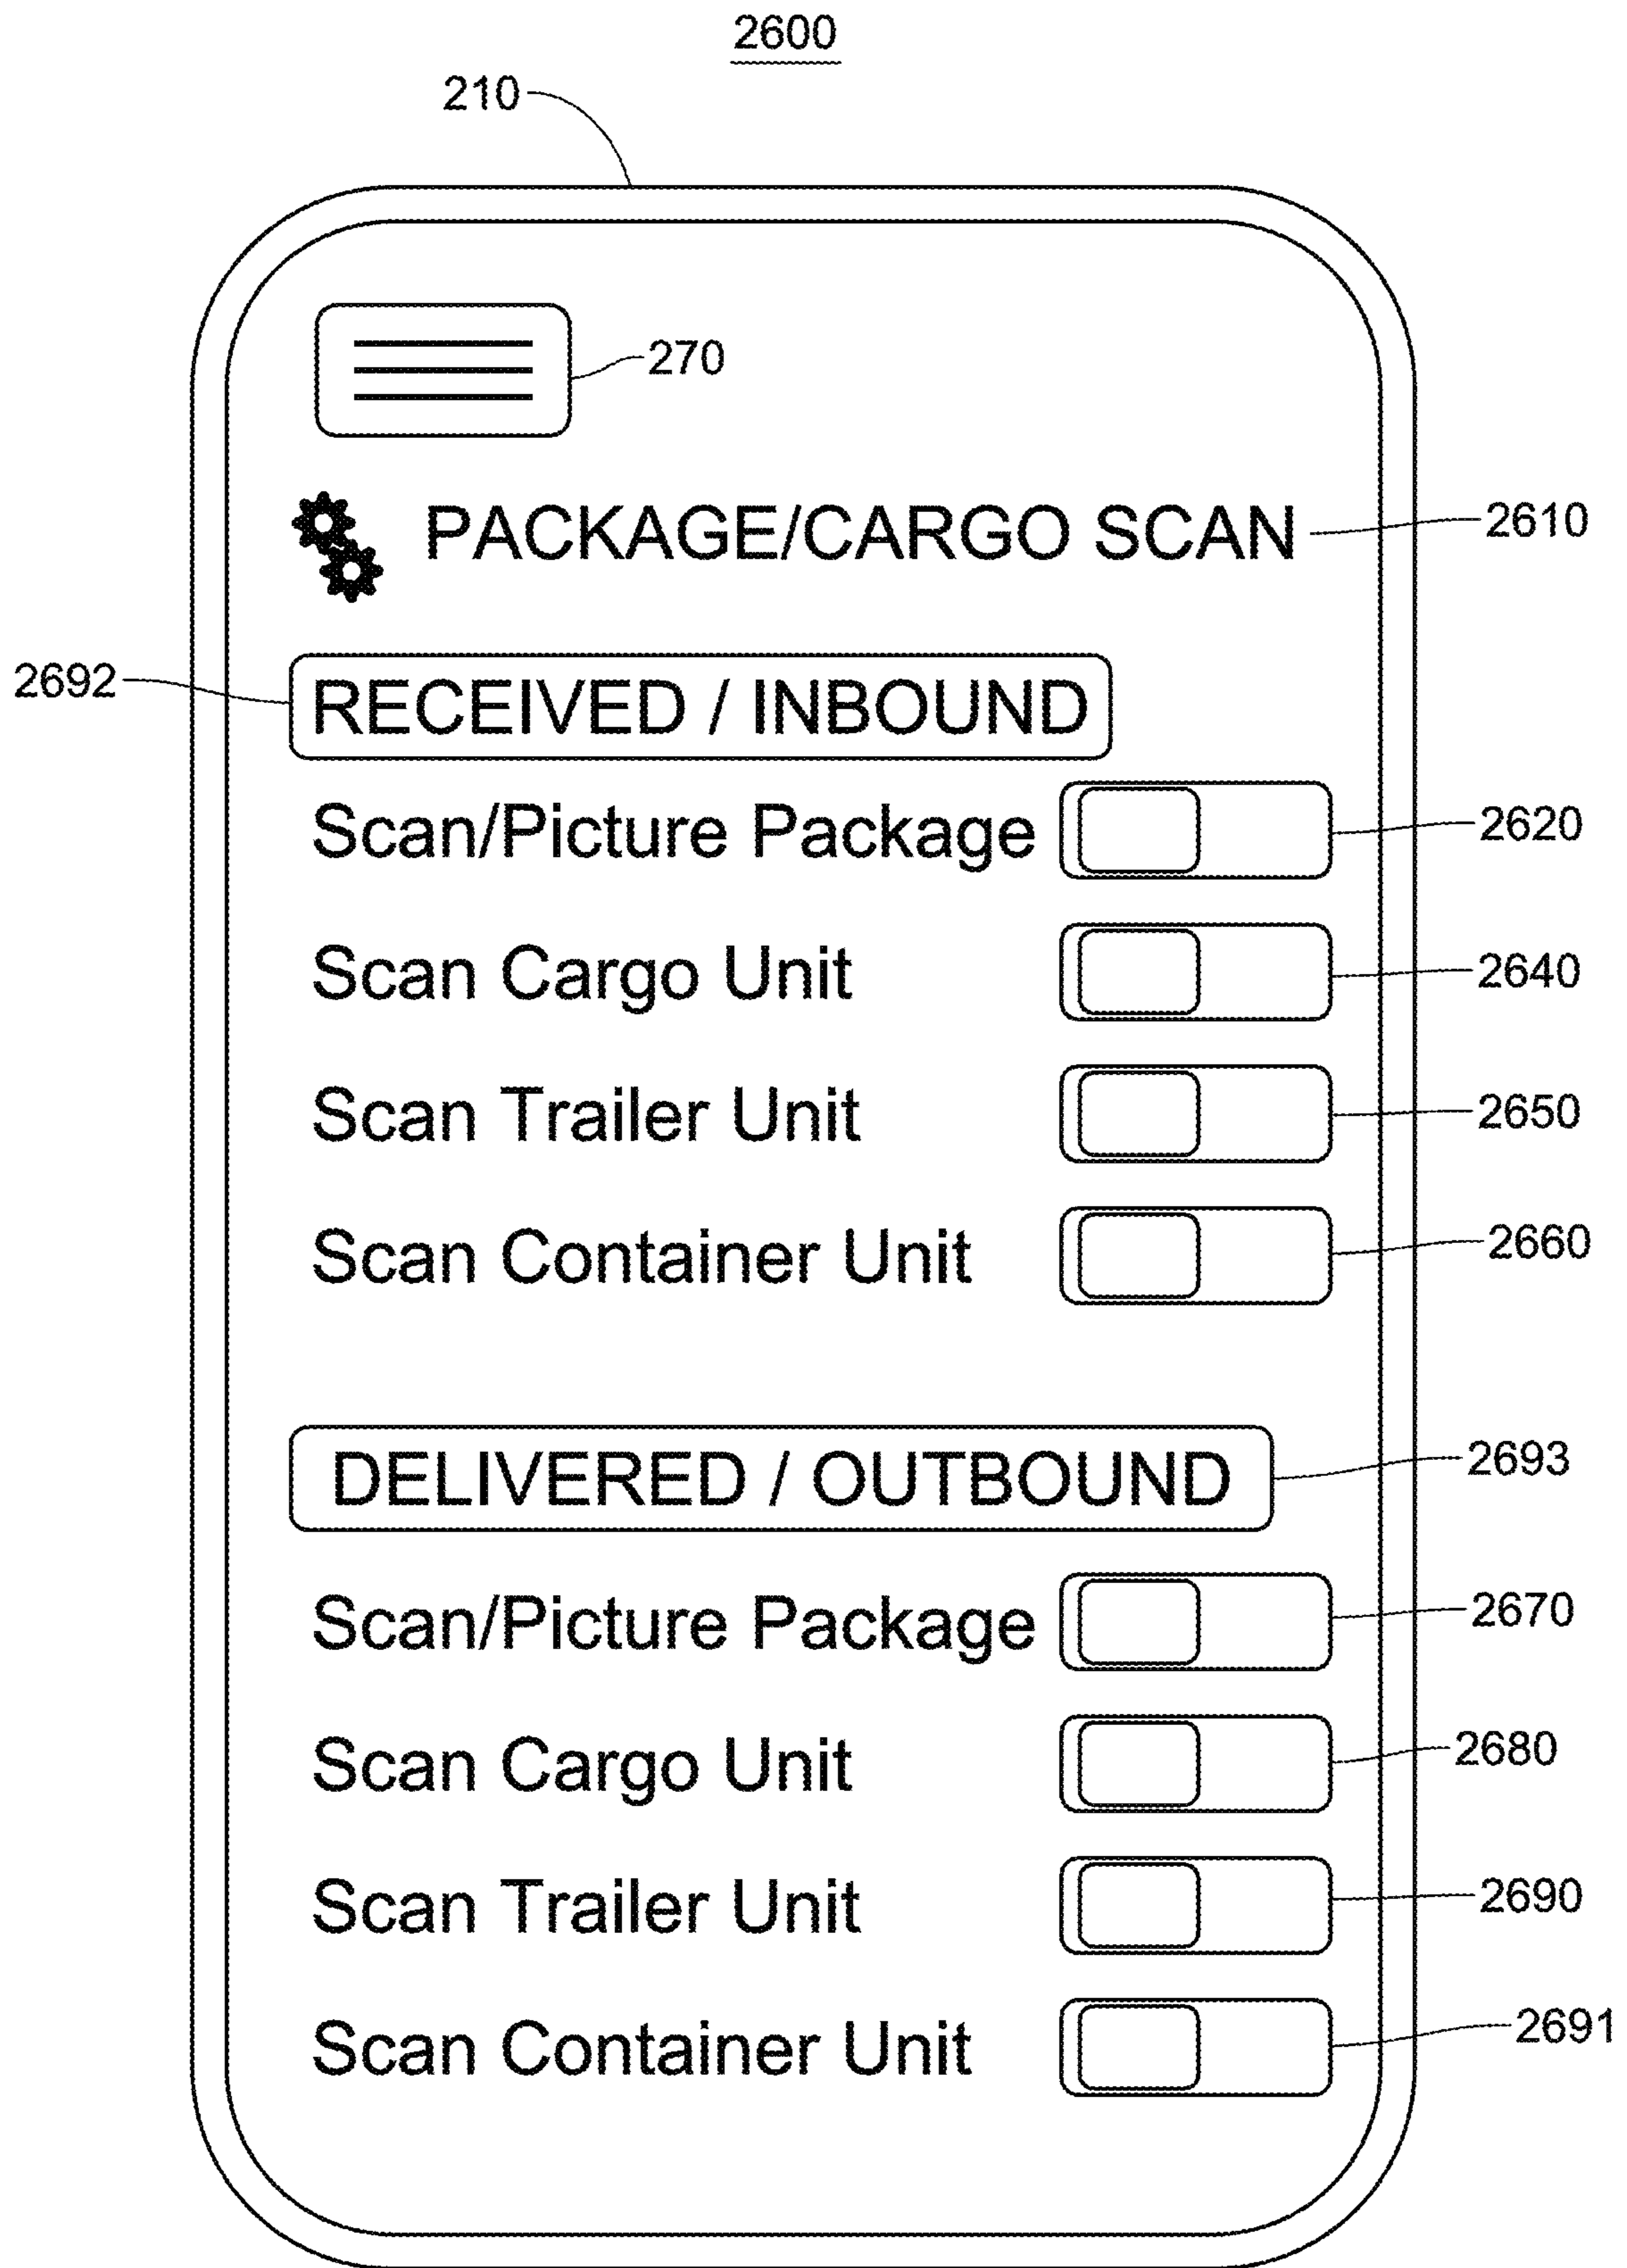 2600
210
270
PACKAGE/CARGO SCAN 2610
2692 RECEIVED / INBOUND
Scan/Picture Package 2620
Scan Cargo Unit 2640
Scan Trailer Unit 2650
Scan Container Unit 2660
DELIVERED / OUTBOUND 2693
Scan/Picture Package 2670
Scan Cargo Unit 2680
Scan Trailer Unit 2690
Scan Container Unit 2691